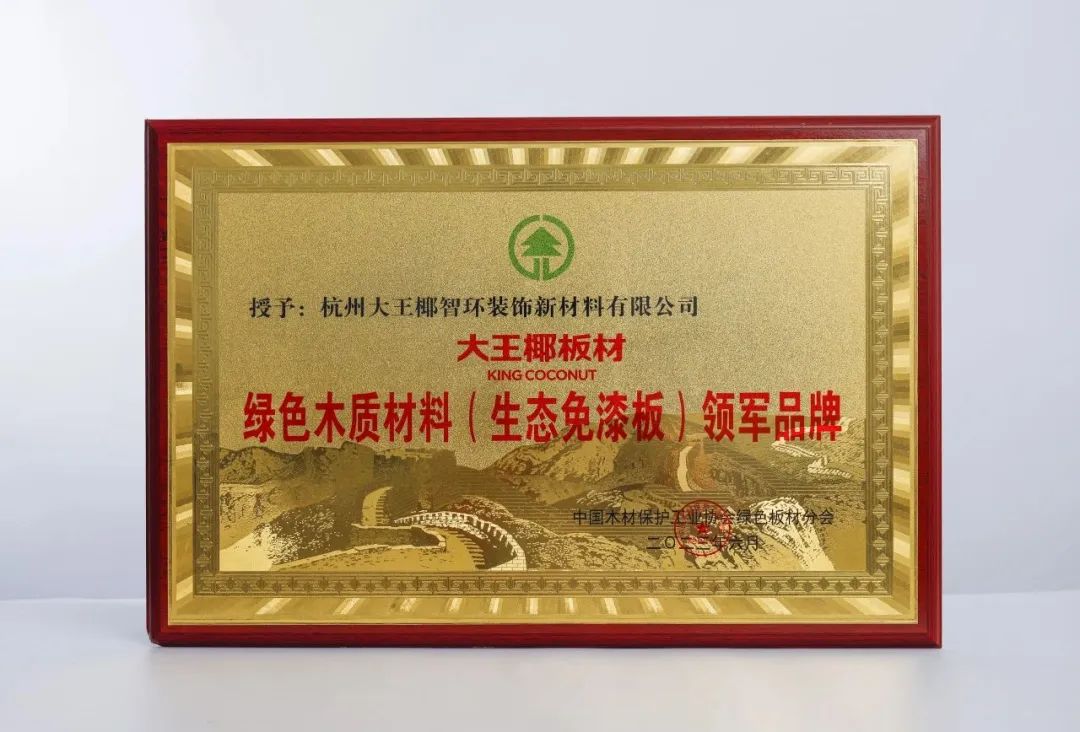 授予：杭州大王椰智环装饰新材料有限公司
大王椰板材
KING COCONUT
绿色木质材料（生态免漆板）领军品牌
中国木材保护工业协会绿色板材分会